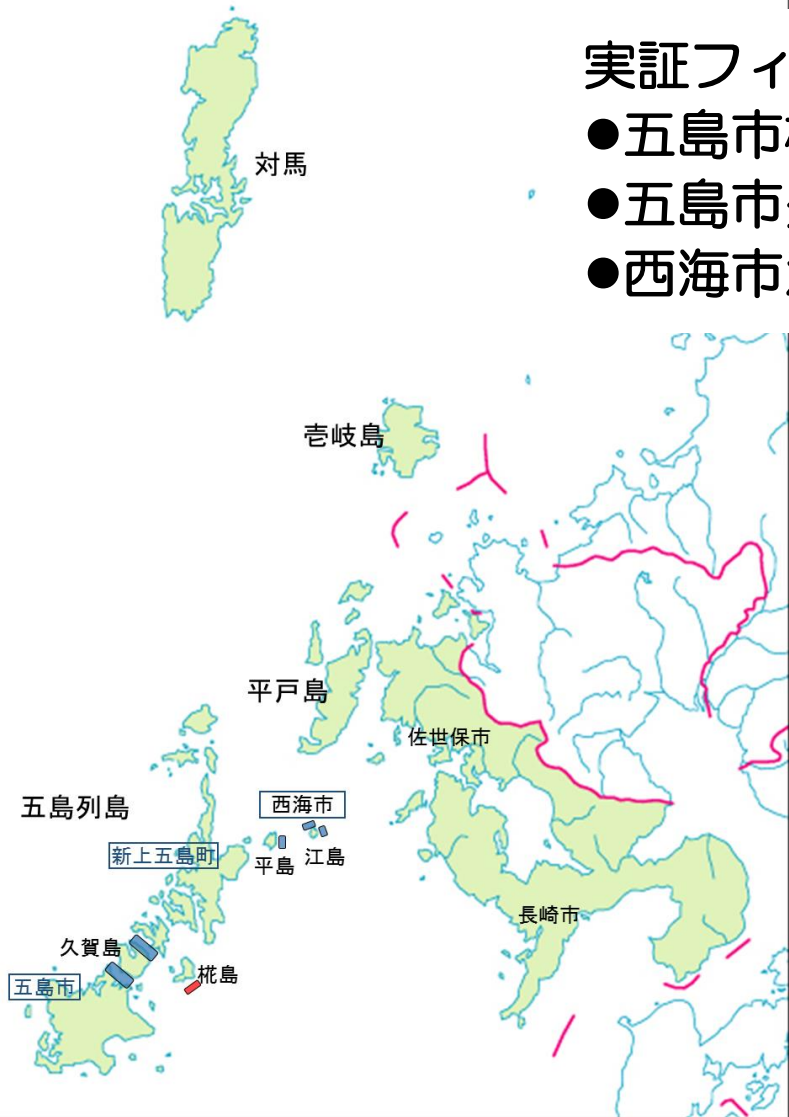 実証フィ
●五島市
●五島市
●西海市
対馬
壱岐島
平戸島
佐世保市
五島列島
西海市
新上五島町
平島
江島
長崎市
久賀島
椛島
五島市